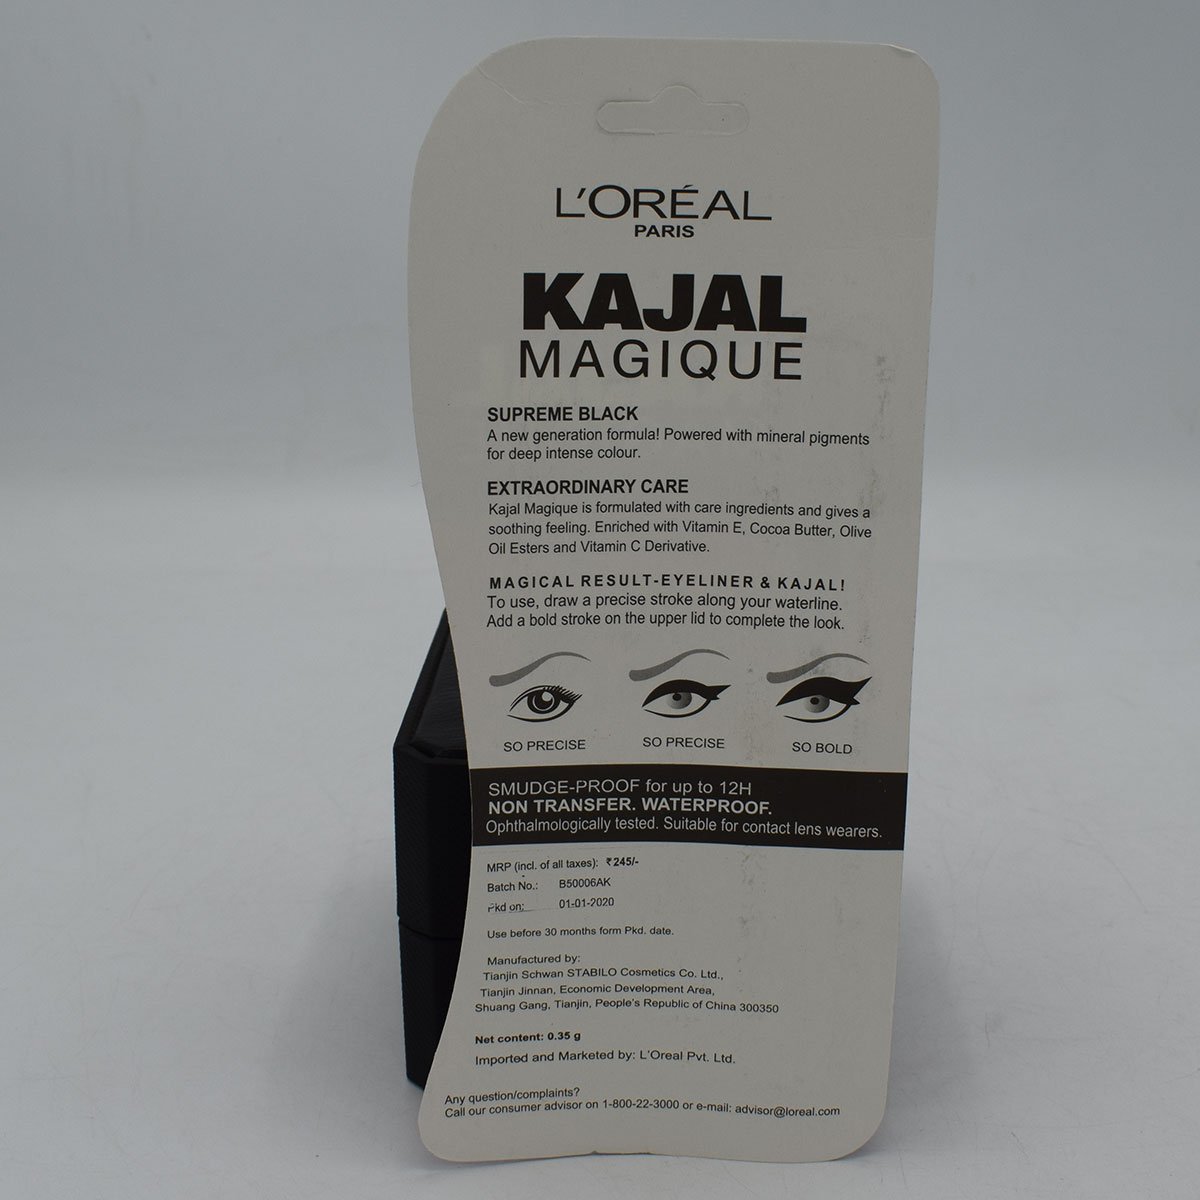 L'ORÉAL
PARIS
KAJAL
MAGIQUE
SUPREME BLACK
A new generation formula! Powered with mineral pigments
for deep intense colour.
EXTRAORDINARY CARE
Kajal Magique is formulated with care ingredients and gives a
soothing feeling. Enriched with Vitamin E, Cocoa Butter, Olive
Oil Esters and Vitamin C Derivative.
MAGICAL RESULT-EYELINER & KAJAL!
To use, draw a precise stroke along your waterline.
Add a bold stroke on the upper lid to complete the look.
SO PRECISE SO PRECISE SO BOLD
SMUDGE-PROOF for up to 12H
NON TRANSFER. WATERPROOF.
Ophthalmologically tested. Suitable for contact lens wearers.
MRP (incl. of all taxes): ₹245/-
Batch No.: B50006AK
Pkd on: 01-01-2020
Use before 30 months form Pkd. date.
Manufactured by:
Tianjin Schwan STABILO Cosmetics Co. Ltd.,
Tianjin Jinnan, Economic Development Area,
Shuang Gang, Tianjin, People's Republic of China 300350
Net content: 0.35 g
Imported and Marketed by: L'Oreal Pvt. Ltd.
Any question/complaints?
Call our consumer advisor on 1-800-22-3000 or e-mail: advisor@loreal.com